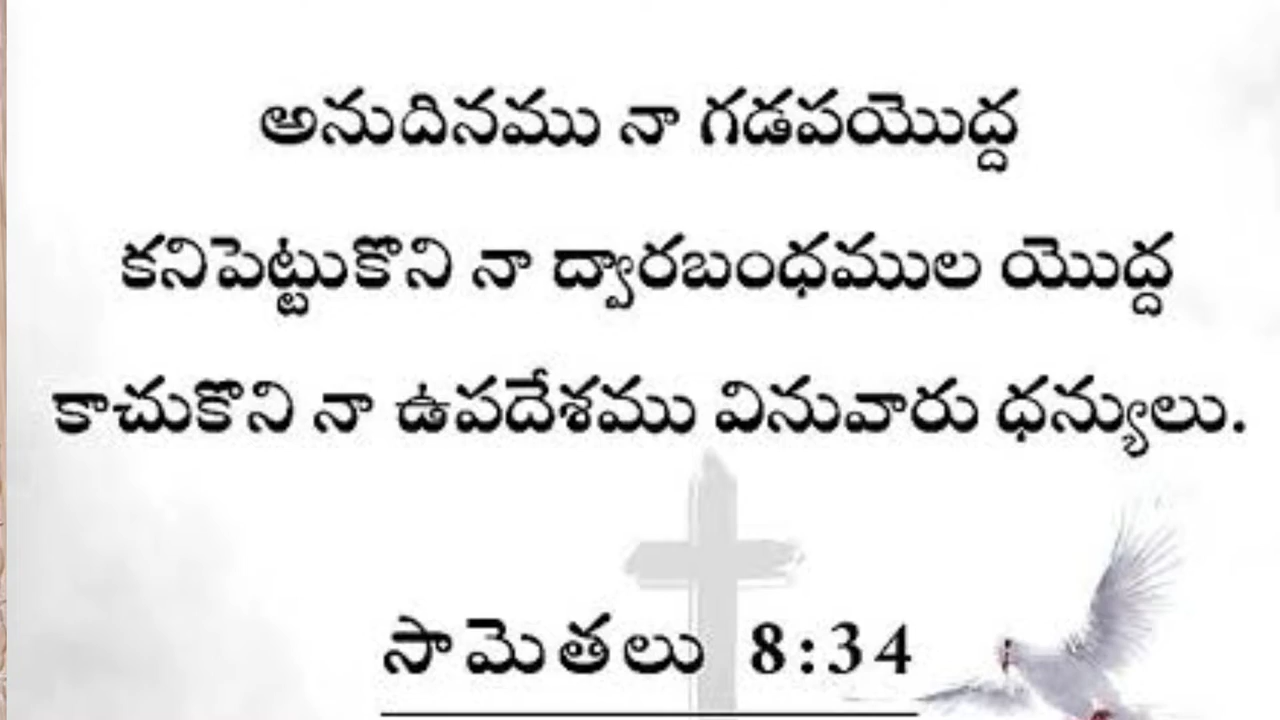 అనుదినము నా గడపయొద్ద
కనిపెట్టుకొని నా ద్వారబంధముల యొద్ద
కాచుకొని నా ఉపదేశము వినువారు ధన్యులు.
సామెతలు 8:34